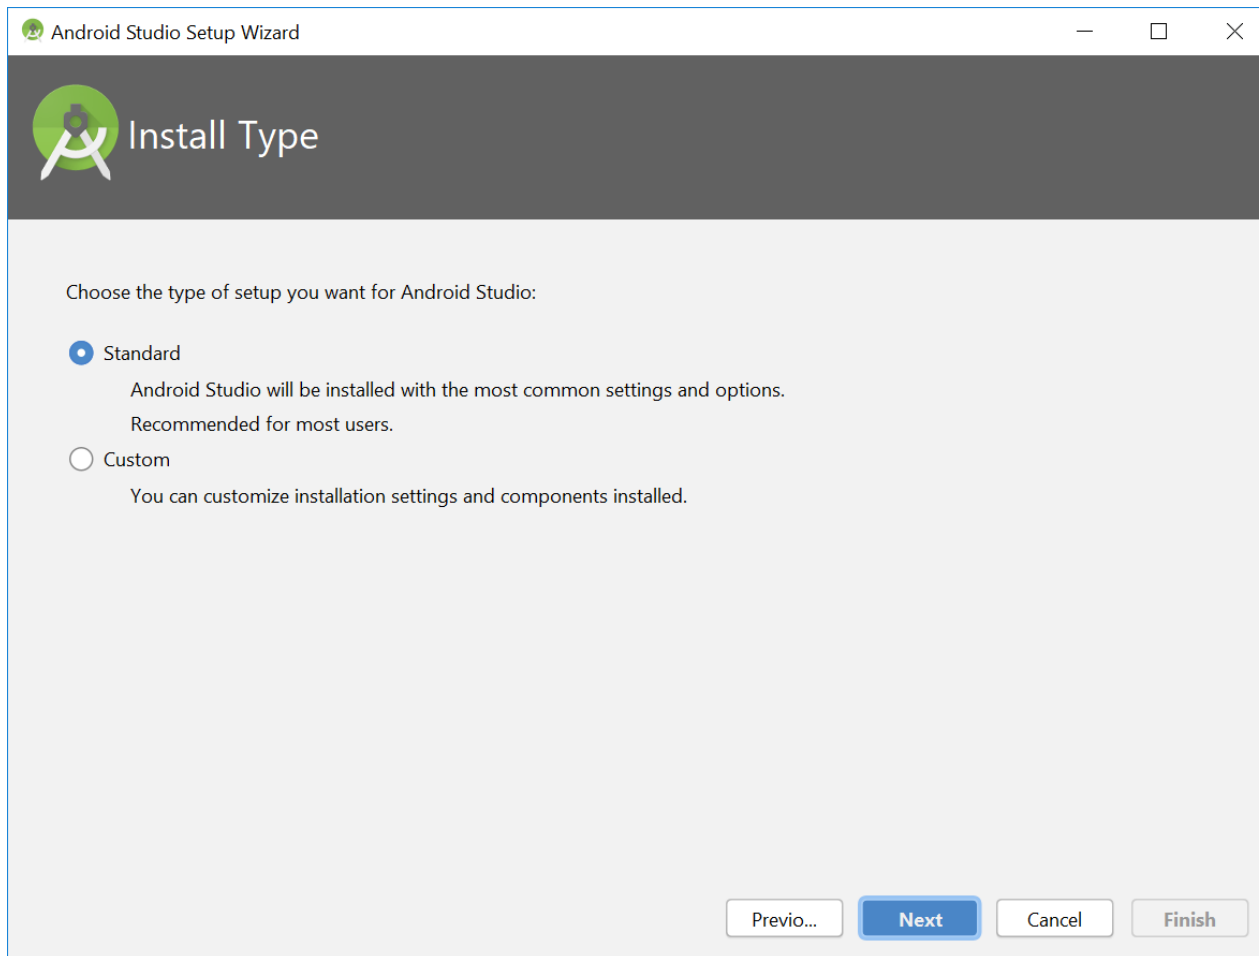 Android Studio Setup Wizard
Install Type
Choose the type of setup you want for Android Studio:
Standard
Android Studio will be installed with the most common settings and options.
Recommended for most users.
Custom
You can customize installation settings and components installed.
Previo...
Next
Cancel
Finish